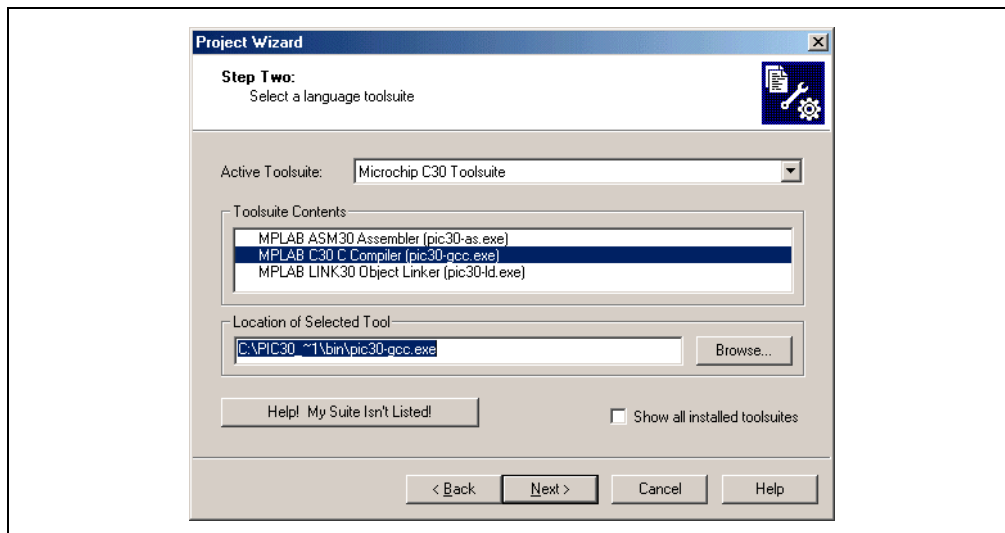 Project Wizard
Step Two:
Select a language toolsuite
Active Toolsuite: Microchip C30 Toolsuite
Toolsuite Contents
MPLAB ASM30 Assembler (pic30-as.exe)
MPLAB C30 C Compiler (pic30-gcc.exe)
MPLAB LINK30 Object Linker (pic30-ld.exe)
Location of Selected Tool
C:\PIC30_~1\bin\pic30-gcc.exe Browse...
Help! My Suite Isn't Listed! Show all installed toolsuites
< Back Next > Cancel Help